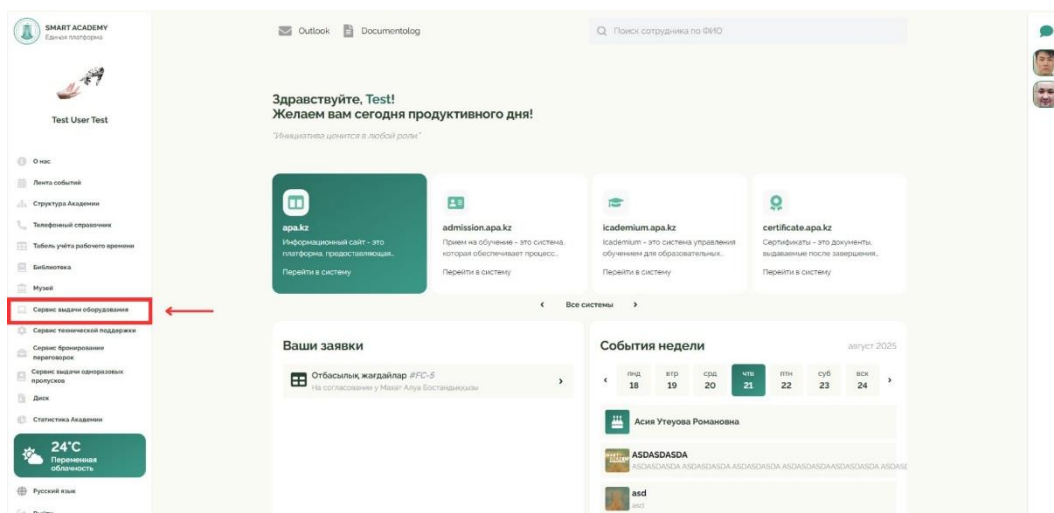 SMART ACADEMY
Единая платформа
Test User Test
О нас
Лента событий
Структура Академии
Телефонный справочник
Табель учёта рабочего времени
Библиотека
Музей
Сервис выдачи оборудования
Сервис технической поддержки
Сервис бронирования
переговорок
Сервис выдачи одноразовых
пропусков
Диск
Статистика Академии
24°C
Переменная
облачность
Русский язык
Outlook
Documentolog
Поиск сотрудника по ФИО
Здравствуйте, Test!
Желаем вам сегодня продуктивного дня!
"Инициатива ценится в любой роли."
apa.kz
Информационный сайт - это
платформа, предоставляющая..
Перейти в систему
admission.apa.kz
Прием на обучение - это система,
которая обеспечивает процесс..
Перейти в систему
icademium.apa.kz
Icademium - это система управления
обучением для образовательных..
Перейти в систему
certificate.apa.kz
Сертификаты - это документы,
выдаваемые после завершения..
Перейти в систему
Все системы
Ваши заявки
Отбасылық жағдайлар #FC-5
На согласовании у Махат Алуа
События недели
август 2025
пнд втр срд чтв птн суб вск
18 19 20 21 22 23 24
Асия Утеуова Романовна
ASDASDASDA
asd
asd